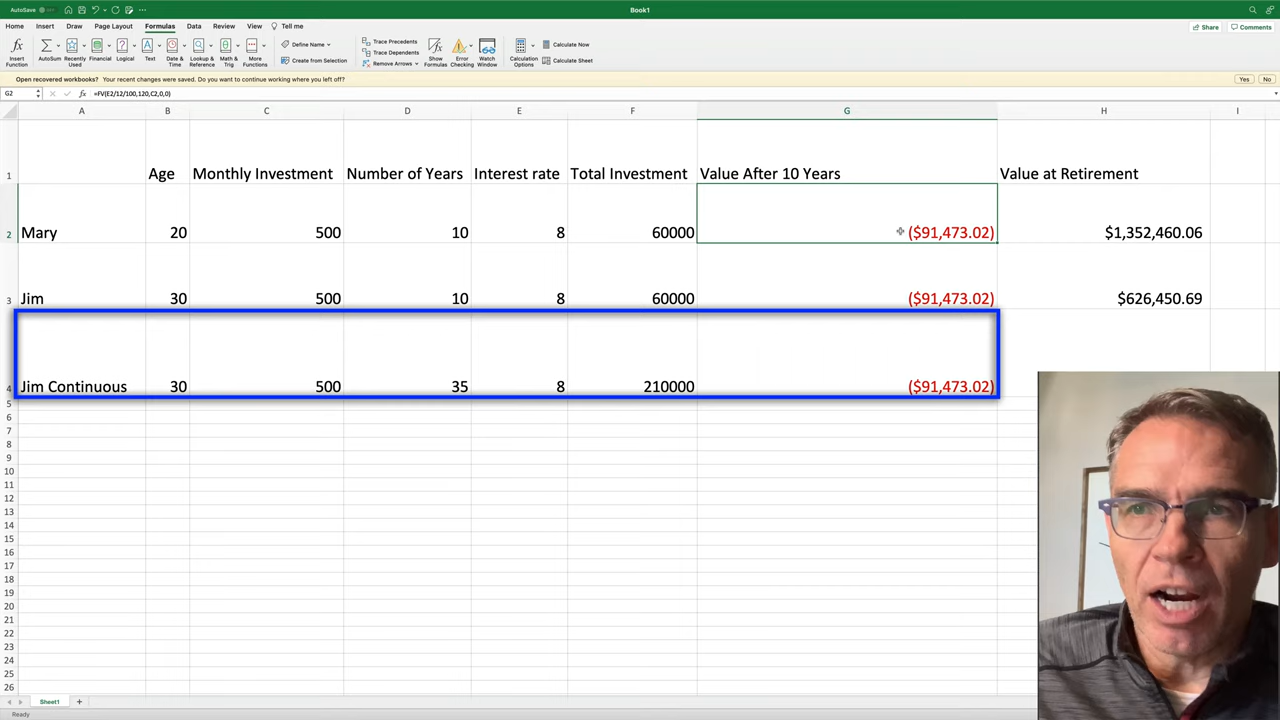 AutoSave OFF Book1
Home Insert Draw Page Layout Formulas Data Review View Tell me Share Comments
Insert Function AutoSum Recently Used Financial Logical Text Date & Time Lookup & Reference Math & Trig More Functions Define Name Create from Selection Trace Precedents Trace Dependents Remove Arrows Show Formulas Error Checking Watch Window Calculation Options Calculate Now Calculate Sheet
Open recovered workbooks? Your recent changes were saved. Do you want to continue working where you left off? Yes No
G2 fx =FV(E2/12/100,120,C2,0,0)
A B C D E F G H I
1 Age Monthly Investment Number of Years Interest rate Total Investment Value After 10 Years Value at Retirement
2 Mary 20 500 10 8 60000 ($91,473.02) $1,352,460.06
3 Jim 30 500 10 8 60000 ($91,473.02) $626,450.69
4 Jim Continuous 30 500 35 8 210000 ($91,473.02)
5
6
7
8
9
10
11
12
13
14
15
16
17
18
19
20
21
22
23
24
25
26
Sheet1
Ready